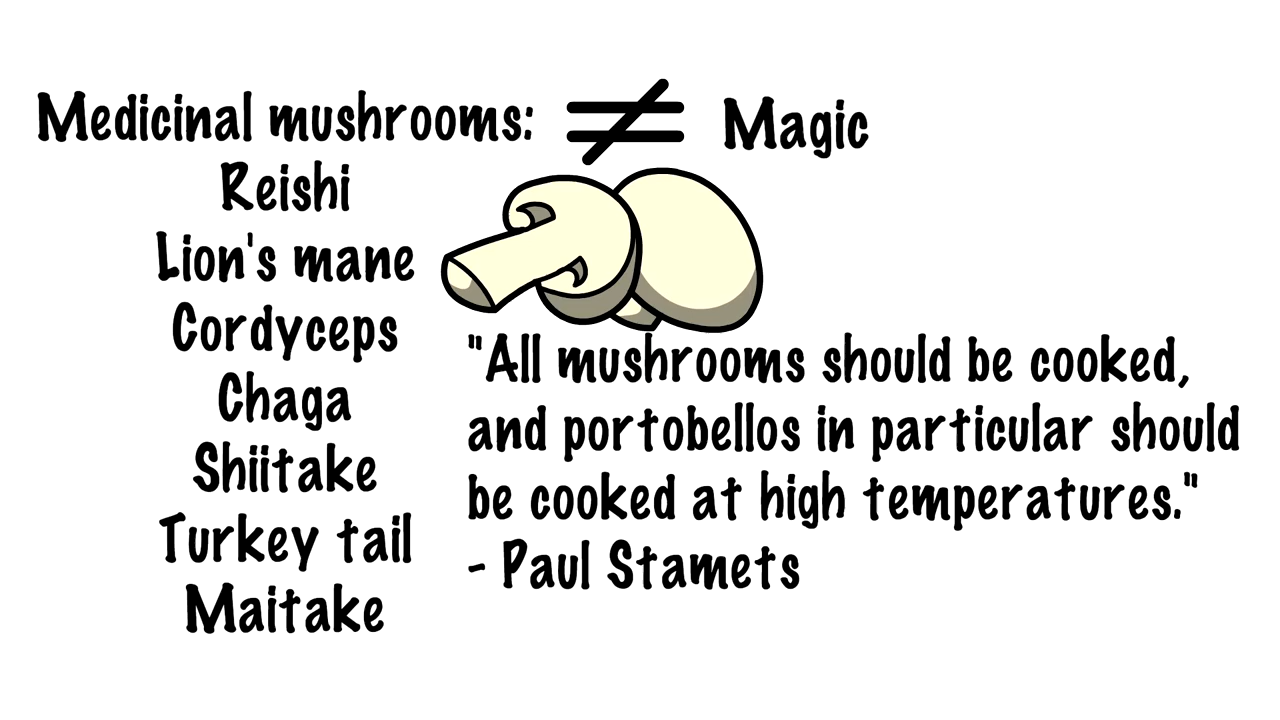 Medicinal mushrooms: ≠ Magic
Reishi
Lion's mane
Cordyceps
Chaga
Shiitake
Turkey tail
Maitake
"All mushrooms should be cooked,
and portobellos in particular should
be cooked at high temperatures."
- Paul Stamets